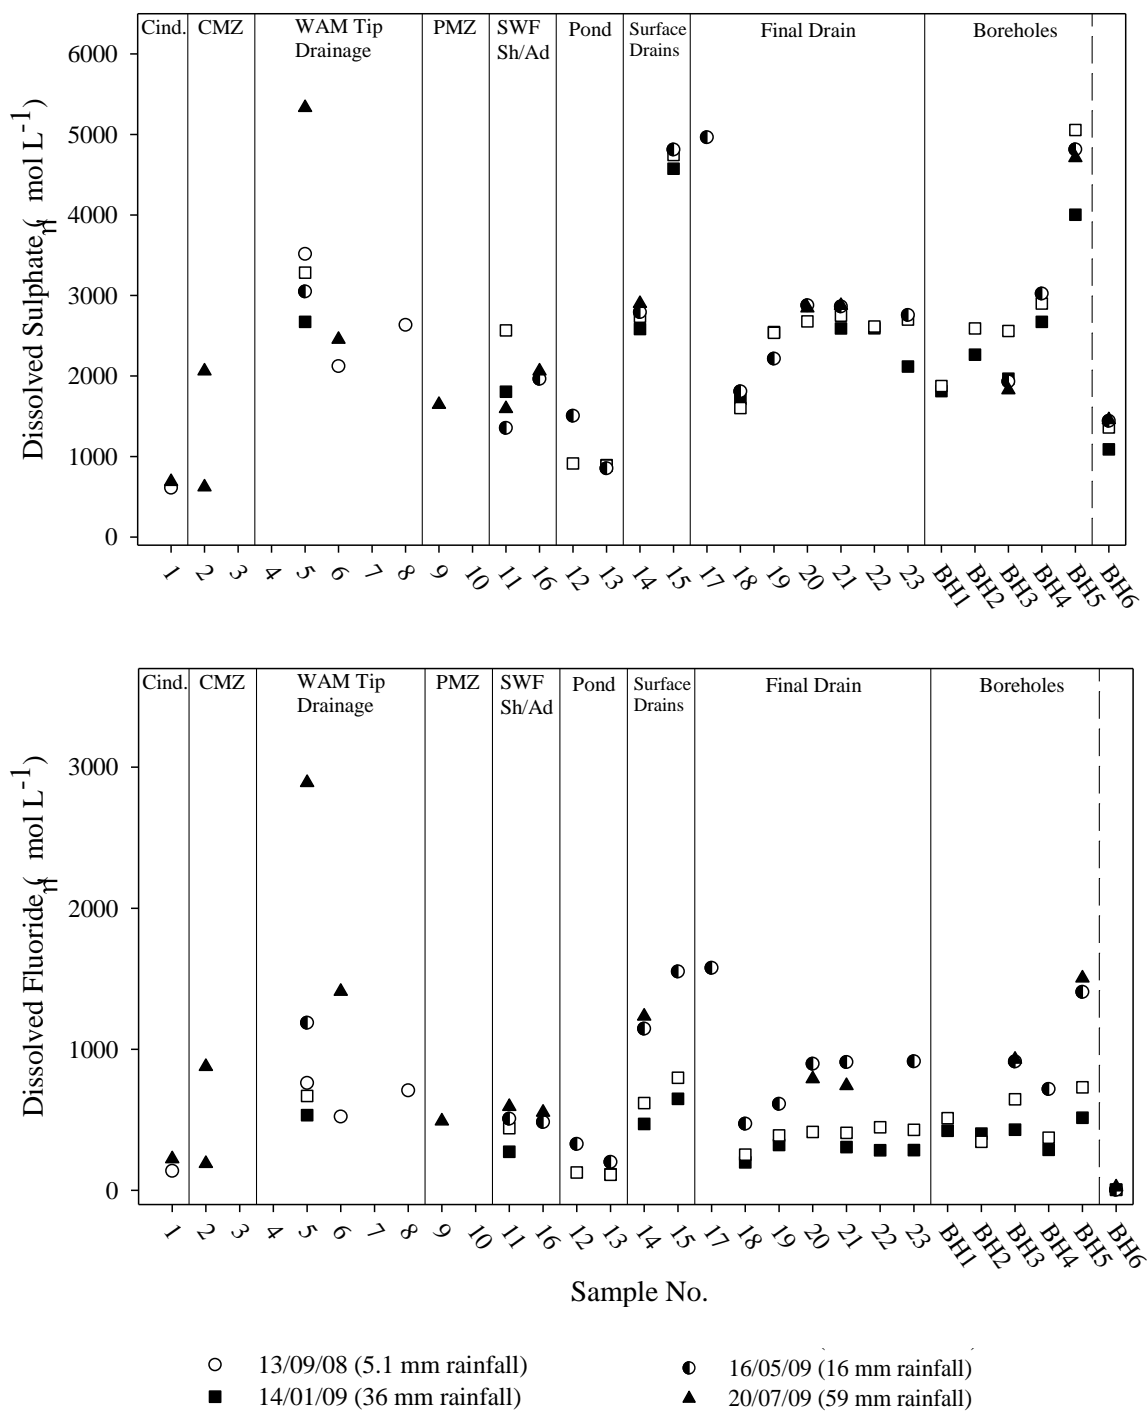 Cind. CMZ WAM Tip PMZ SWF Pond Surface Final Drain Boreholes
Drainage Sh/Ad Drains
6000
5000
4000
3000
2000
1000
0
Dissolved Sulphate ( mol L-1)
1 2 3 4 5 6 7 8 9 10 11 16 12 13 14 15 17 18 19 20 21 22 23 BH1 BH2 BH3 BH4 BH5 BH6
Cind. CMZ WAM Tip PMZ SWF Pond Surface Final Drain Boreholes
Drainage Sh/Ad Drains
3000
2000
1000
0
Dissolved Fluoride ( mol L-1)
1 2 3 4 5 6 7 8 9 10 11 16 12 13 14 15 17 18 19 20 21 22 23 BH1 BH2 BH3 BH4 BH5 BH6
Sample No.
13/09/08 (5.1 mm rainfall) 16/05/09 (16 mm rainfall)
14/01/09 (36 mm rainfall) 20/07/09 (59 mm rainfall)